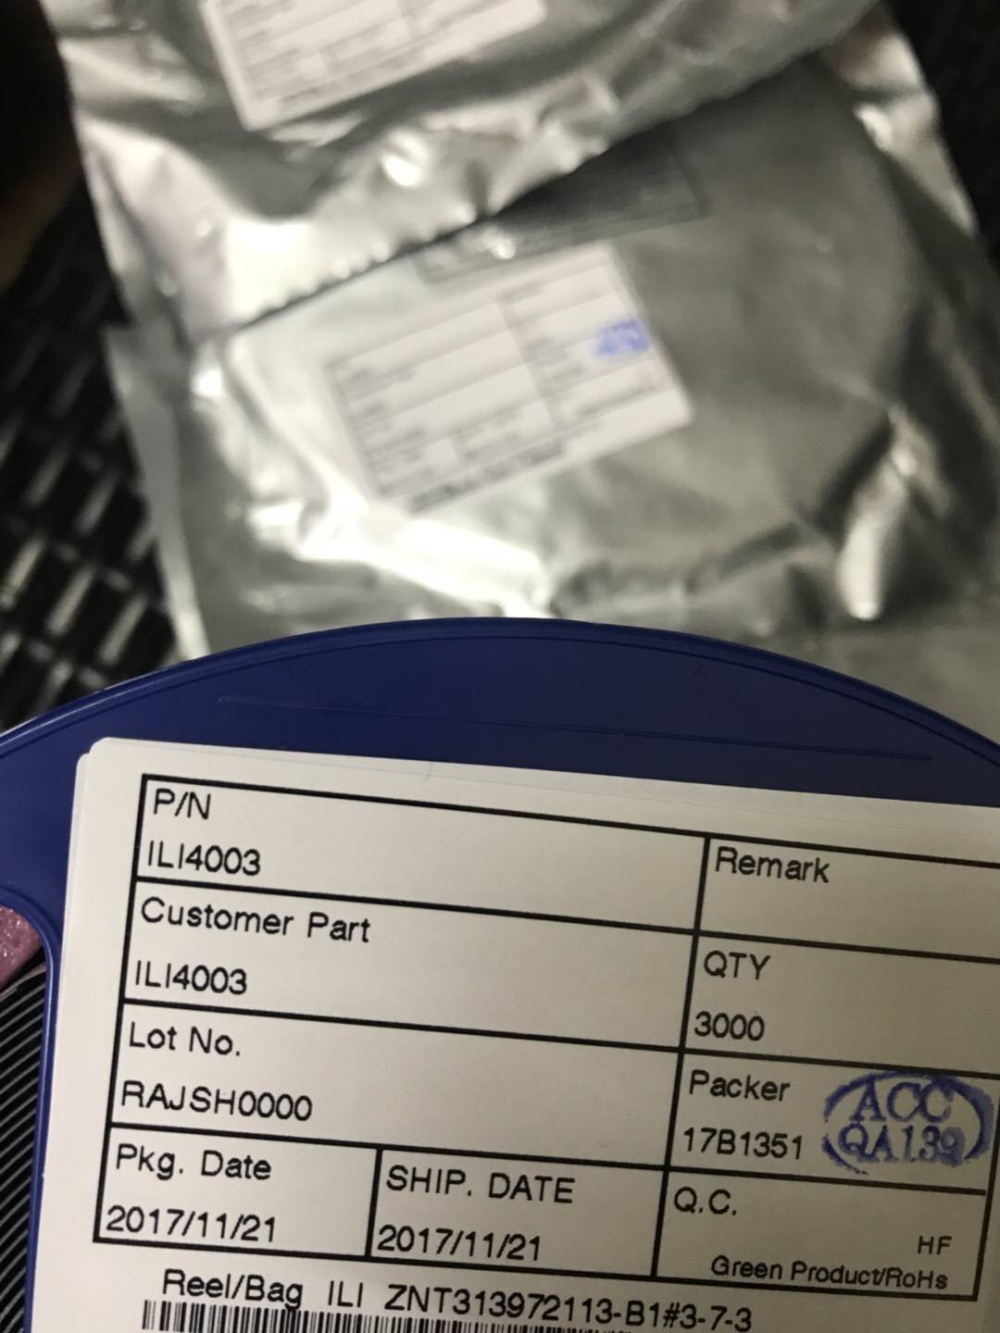 P/N
ILI4003
Remark
Customer Part
ILI4003
QTY
3000
Lot No.
RAJSH0000
Packer
17B1351
ACC
QA139
Pkg. Date
2017/11/21
SHIP. DATE
2017/11/21
Q.C.
HF
Green Product/RoHs
Reel/Bag ILI ZNT313972113-B1#3-7-3